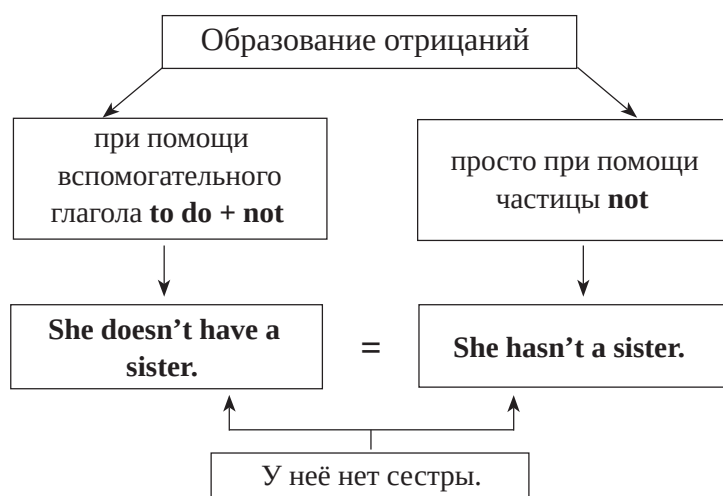 Образование отрицаний
при помощи
вспомогательного
глагола to do + not
просто при помощи
частицы not
She doesn’t have a
sister.
=
She hasn’t a sister.
У неё нет сестры.